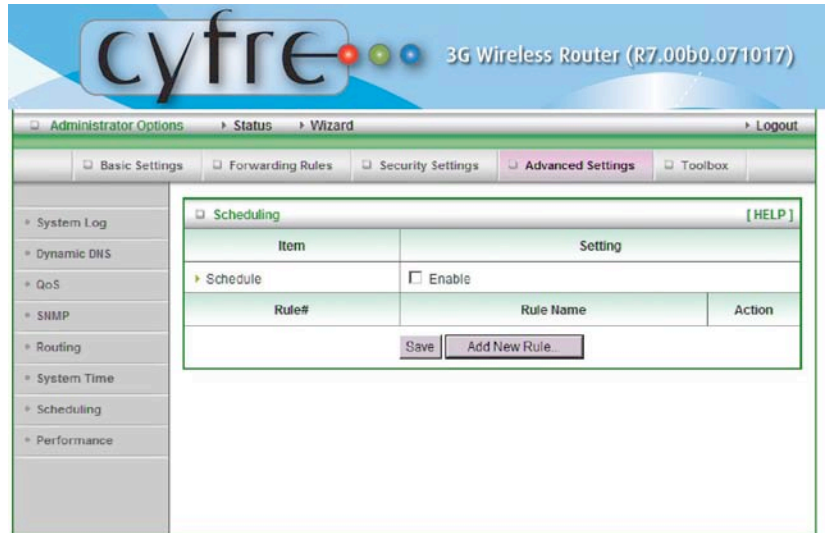 cyfre
3G Wireless Router (R7.00b0.071017)
Administrator Options Status Wizard Logout
Basic Settings Forwarding Rules Security Settings Advanced Settings Toolbox
System Log
Dynamic DNS
QoS
SNMP
Routing
System Time
Scheduling
Performance
Scheduling [ HELP ]
Item Setting
Schedule Enable
Rule# Rule Name Action
Save Add New Rule...